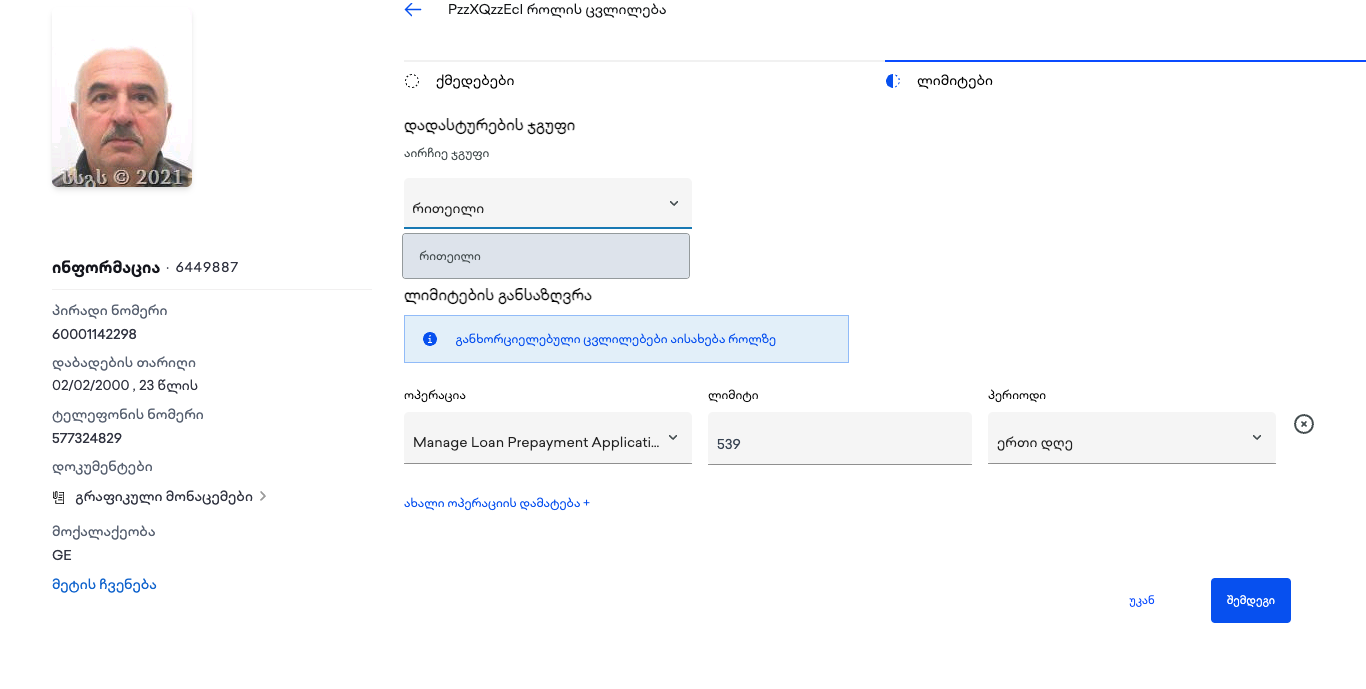 PzzXQzzEcl როლის ცვლილება
ქმედებები
ლიმიტები
დადასტურების ჯგუფი
აირჩიე ჯგუფი
რითეილი
რითეილი
სსგს © 2021
ინფორმაცია · 6449887
პირადი ნომერი
60001142298
დაბადების თარიღი
02/02/2000 , 23 წლის
ტელეფონის ნომერი
577324829
დოკუმენტები
გრაფიკული მონაცემები
მოქალაქეობა
GE
მეტის ჩვენება
ლიმიტების განსაზღვრა
განხორციელებული ცვლილებები აისახება როლზე
ოპერაცია
ლიმიტი
პერიოდი
Manage Loan Prepayment Applicati...
539
ერთი დღე
ახალი ოპერაციის დამატება +
უკან
შემდეგი